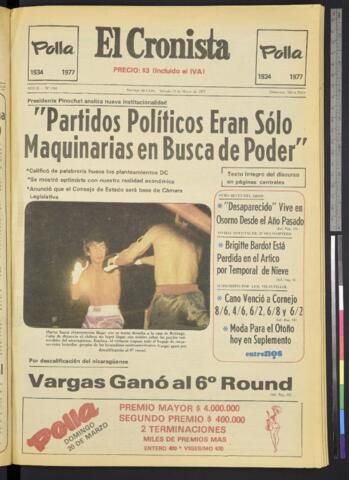 Polla
1934 1977
El Cronista
PRECIO: $3 (Incluido el IVA)
Polla
1934 1977
Presidente Pinochet analiza nueva institucionalidad
"Partidos Políticos Eran Sólo
Maquinarias en Busca de Poder"
*Calificó de palabrería hueca los planteamientos DC
*Se mostró optimista con nuestra realidad económica
*Anunció que el Consejo de Estado será base de Cámara
Legislativa
Texto íntegro del discurso
en páginas centrales
"Desaparecido" Vive en
Osorno Desde el Año Pasado
Brigitte Bardot Está
Perdida en el Artico
por Temporal de Nieve
Cano Venció a Cornejo
8/6, 4/6, 6/2, 6/8 y 6/2
Moda Para el Otoño
hoy en Suplemento
entreNos
Por descalificación del nicaragüense
Vargas Ganó al 6º Round
Polla
DOMINGO
20 DE MARZO
PREMIO MAYOR $ 4.000.000
SEGUNDO PREMIO $ 400.000
2 TERMINACIONES
MILES DE PREMIOS MAS
ENTERO 400 * VIGESIMO $20